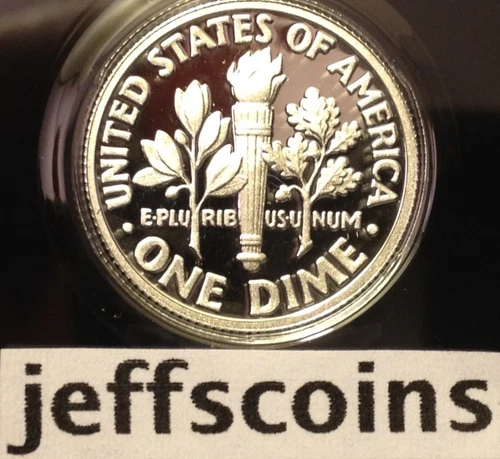 UNITED STATES OF AMERICA
E·PLURIBUS·UNUM
· ONE DIME ·
jeffscoins